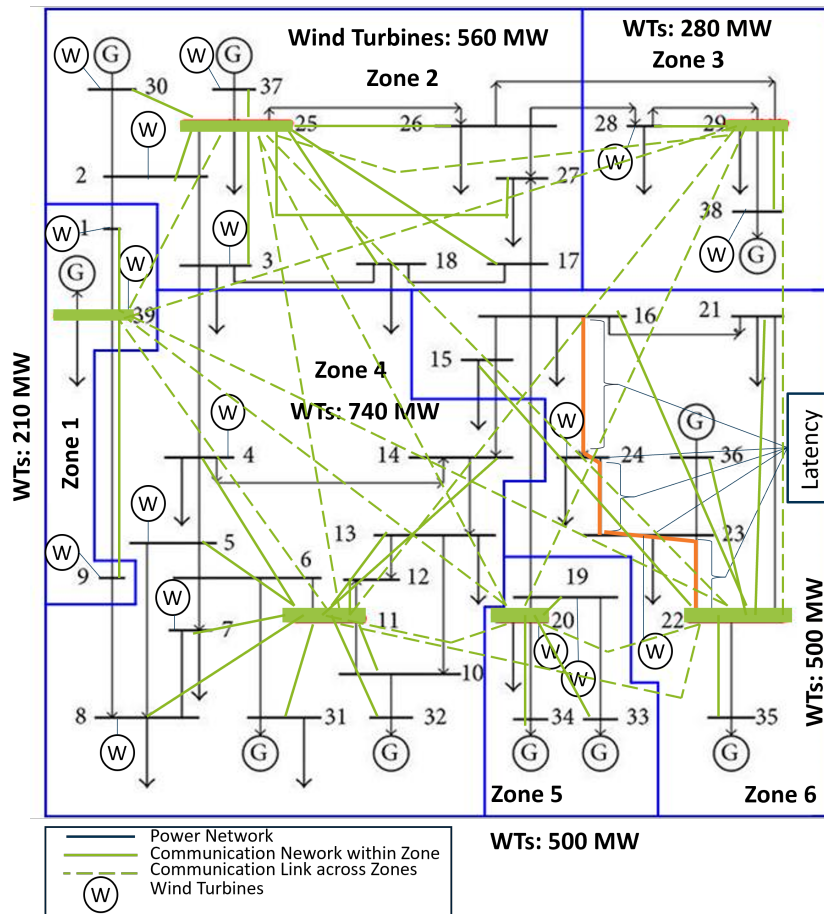 Wind Turbines: 560 MW
Zone 2
WTs: 280 MW
Zone 3
W
G
30
W
G
37
25
26
28
29
W
W
2
27
38
W
G
W
1
G
W
39
W
3
18
17
16
21
15
Zone 4
WTs: 740 MW
WTs: 210 MW
Zone 1
W
4
14
W
24
G
36
Latency
W
5
13
23
W
9
6
12
19
W
7
11
20
22
W
W
W
10
8
W
31
32
34
33
35
G
G
G
G
G
WTs: 500 MW
Zone 5
Zone 6
WTs: 500 MW
Power Network
Communication Nework within Zone
Communication Link across Zones
W
Wind Turbines